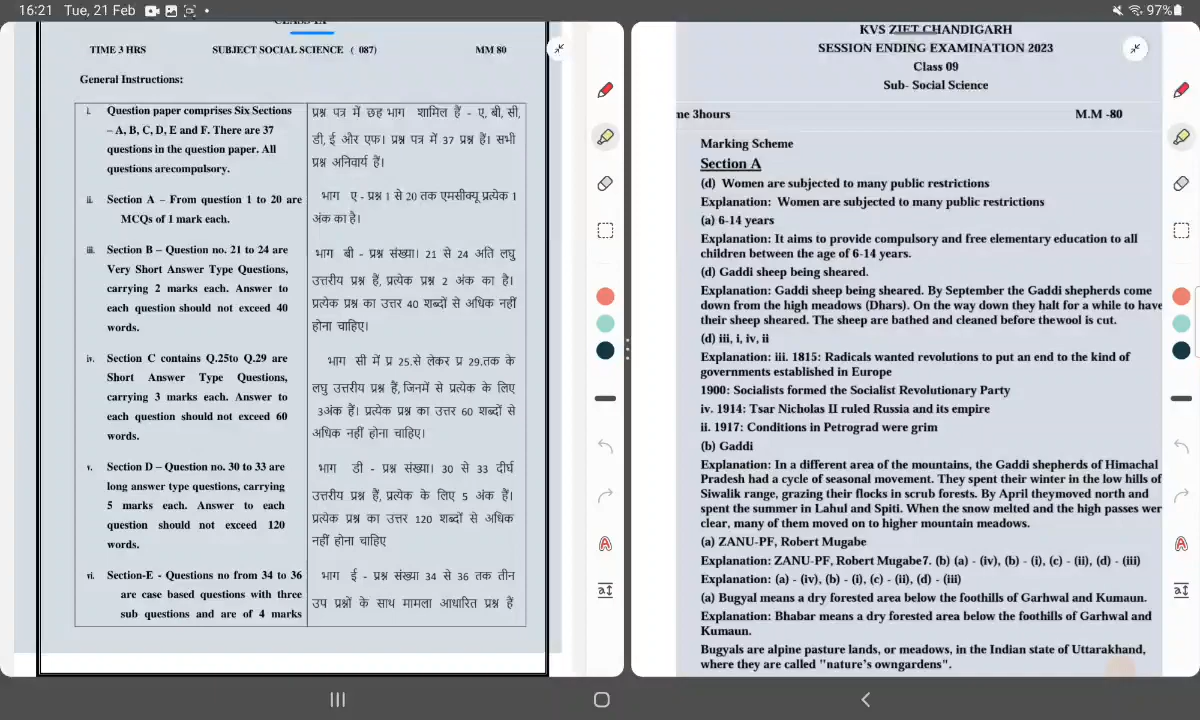 16:21 Tue, 21 Feb
97%
CLASS IX
TIME 3 HRS SUBJECT SOCIAL SCIENCE ( 087) MM 80
General Instructions:
i. Question paper comprises Six Sections
– A, B, C, D, E and F. There are 37
questions in the question paper. All
questions arecompulsory.
प्रश्न पत्र में छह भाग शामिल हैं - ए, बी, सी,
डी, ई और एफ। प्रश्न पत्र में 37 प्रश्न हैं। सभी
प्रश्न अनिवार्य हैं।
ii. Section A – From question 1 to 20 are
MCQs of 1 mark each.
भाग ए - प्रश्न 1 से 20 तक एमसीक्यू प्रत्येक 1
अंक का है।
iii. Section B – Question no. 21 to 24 are
Very Short Answer Type Questions,
carrying 2 marks each. Answer to
each question should not exceed 40
words.
भाग बी - प्रश्न संख्या। 21 से 24 अति लघु
उत्तरीय प्रश्न हैं, प्रत्येक प्रश्न 2 अंक का है।
प्रत्येक प्रश्न का उत्तर 40 शब्दों से अधिक नहीं
होना चाहिए।
iv. Section C contains Q.25to Q.29 are
Short Answer Type Questions,
carrying 3 marks each. Answer to
each question should not exceed 60
words.
भाग सी में प्र 25.से लेकर प्र 29.तक के
लघु उत्तरीय प्रश्न हैं, जिनमें से प्रत्येक के लिए
3अंक हैं। प्रत्येक प्रश्न का उत्तर 60 शब्दों से
अधिक नहीं होना चाहिए।
v. Section D – Question no. 30 to 33 are
long answer type questions, carrying
5 marks each. Answer to each
question should not exceed 120
words.
भाग डी - प्रश्न संख्या। 30 से 33 दीर्घ
उत्तरीय प्रश्न हैं, प्रत्येक के लिए 5 अंक हैं।
प्रत्येक प्रश्न का उत्तर 120 शब्दों से अधिक
नहीं होना चाहिए
vi. Section-E - Questions no from 34 to 36
are case based questions with three
sub questions and are of 4 marks
भाग ई - प्रश्न संख्या 34 से 36 तक तीन
उप प्रश्नों के साथ मामला आधारित प्रश्न हैं
KVS ZIET CHANDIGARH
SESSION ENDING EXAMINATION 2023
Class 09
Sub- Social Science
me 3hours M.M -80
Marking Scheme
Section A
(d) Women are subjected to many public restrictions
Explanation: Women are subjected to many public restrictions
(a) 6-14 years
Explanation: It aims to provide compulsory and free elementary education to all
children between the age of 6-14 years.
(d) Gaddi sheep being sheared.
Explanation: Gaddi sheep being sheared. By September the Gaddi shepherds come
down from the high meadows (Dhars). On the way down they halt for a while to have
their sheep sheared. The sheep are bathed and cleaned before thewool is cut.
(d) iii, i, iv, ii
Explanation: iii. 1815: Radicals wanted revolutions to put an end to the kind of
governments established in Europe
1900: Socialists formed the Socialist Revolutionary Party
iv. 1914: Tsar Nicholas II ruled Russia and its empire
ii. 1917: Conditions in Petrograd were grim
(b) Gaddi
Explanation: In a different area of the mountains, the Gaddi shepherds of Himachal
Pradesh had a cycle of seasonal movement. They spent their winter in the low hills of
Siwalik range, grazing their flocks in scrub forests. By April theymoved north and
spent the summer in Lahul and Spiti. When the snow melted and the high passes wer
clear, many of them moved on to higher mountain meadows.
(a) ZANU-PF, Robert Mugabe
Explanation: ZANU-PF, Robert Mugabe7. (b) (a) - (iv), (b) - (i), (c) - (ii), (d) - (iii)
Explanation: (a) - (iv), (b) - (i), (c) - (ii), (d) - (iii)
(a) Bugyal means a dry forested area below the foothills of Garhwal and Kumaun.
Explanation: Bhabar means a dry forested area below the foothills of Garhwal and
Kumaun.
Bugyals are alpine pasture lands, or meadows, in the Indian state of Uttarakhand,
where they are called "nature's owngardens".